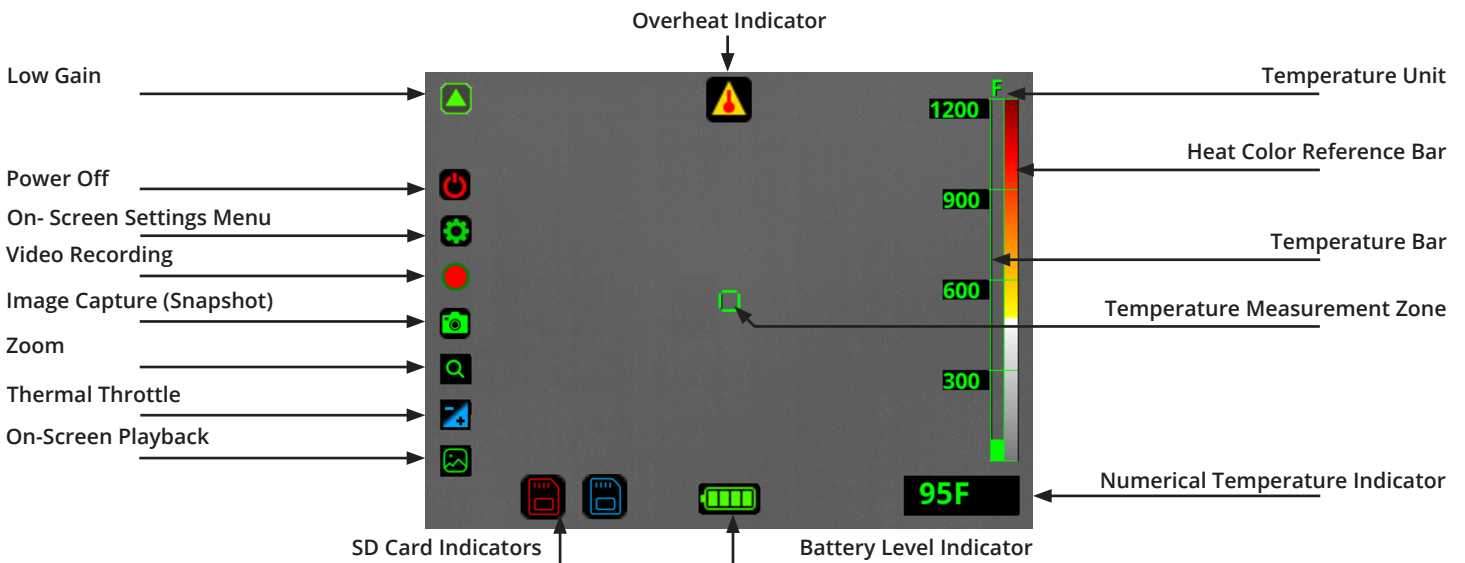 Overheat Indicator
Low Gain
Temperature Unit
F
1200
Heat Color Reference Bar
Power Off
900
On- Screen Settings Menu
Temperature Bar
Video Recording
600
Image Capture (Snapshot)
Temperature Measurement Zone
Zoom
300
Thermal Throttle
On-Screen Playback
Numerical Temperature Indicator
95F
SD Card Indicators
Battery Level Indicator